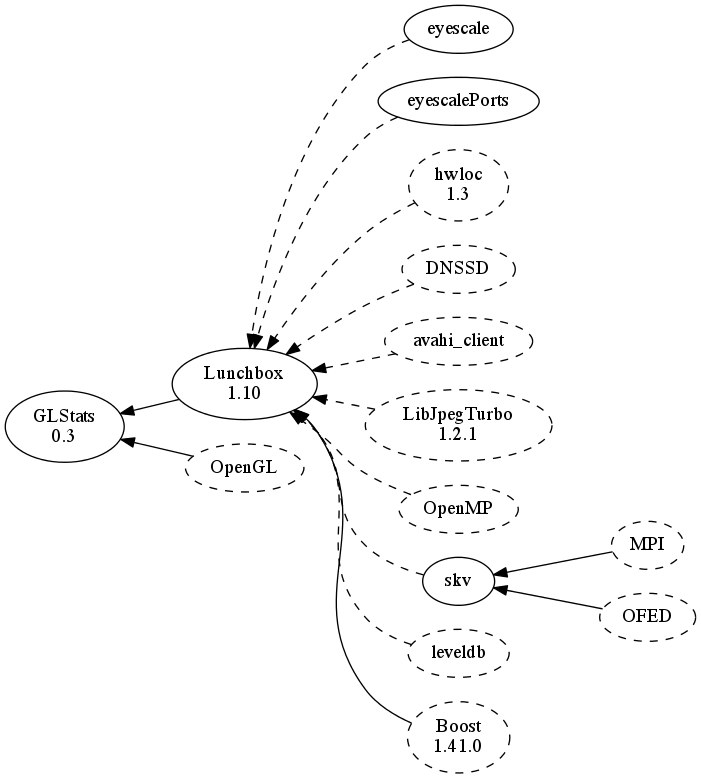 eyescale
eyescalePorts
hwloc
1.3
DNSSD
avahi_client
Lunchbox
1.10
GLStats
0.3
LibJpegTurbo
1.2.1
OpenGL
OpenMP
MPI
skv
OFED
leveldb
Boost
1.41.0